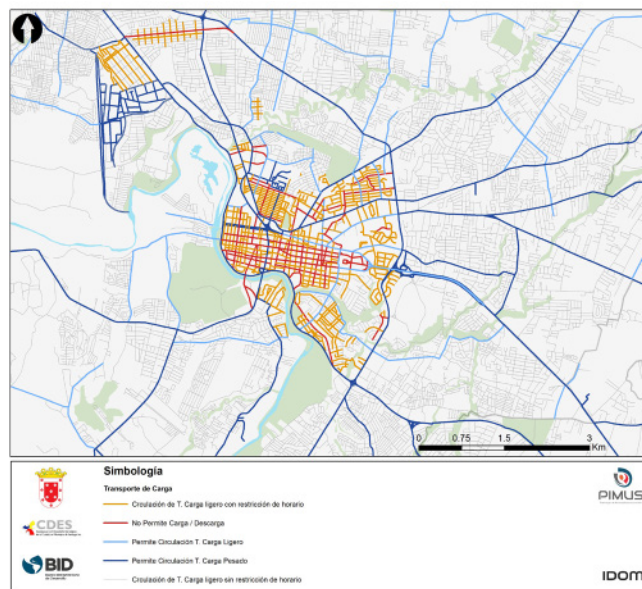 0 0.75 1.5 3
Km
Simbología
Transporte de Carga
Circulación de T. Carga ligero con restricción de horario
No Permite Carga / Descarga
Permite Circulación T. Carga Ligero
Permite Circulación T. Carga Pesado
Circulación de T. Carga ligero sin restricción de horario
CDES
BID
PIMUS
IDOM